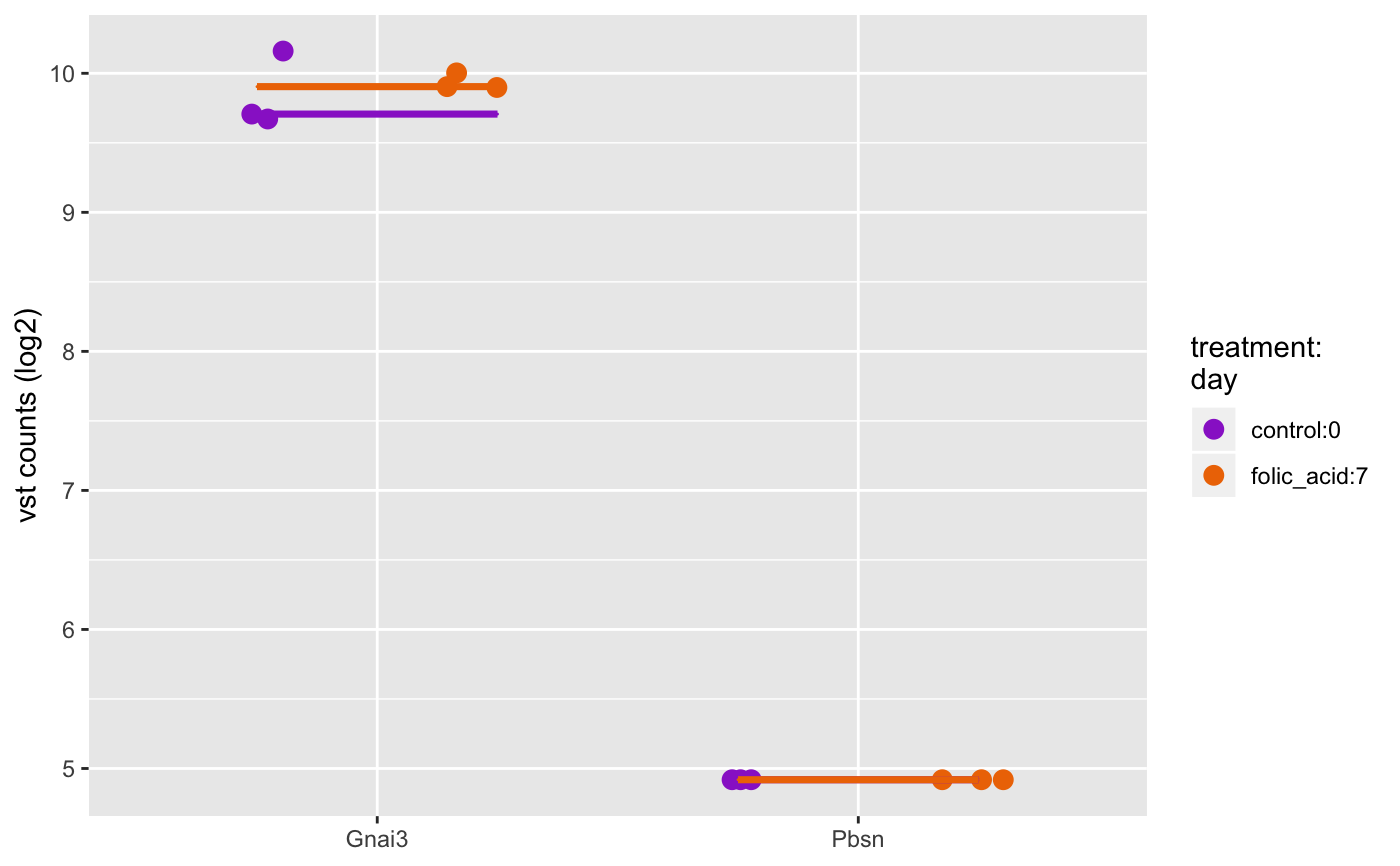 10
9
8
7
6
5
vst counts (log2)
Gnai3
Pbsn
treatment:
day
control:0
folic_acid:7